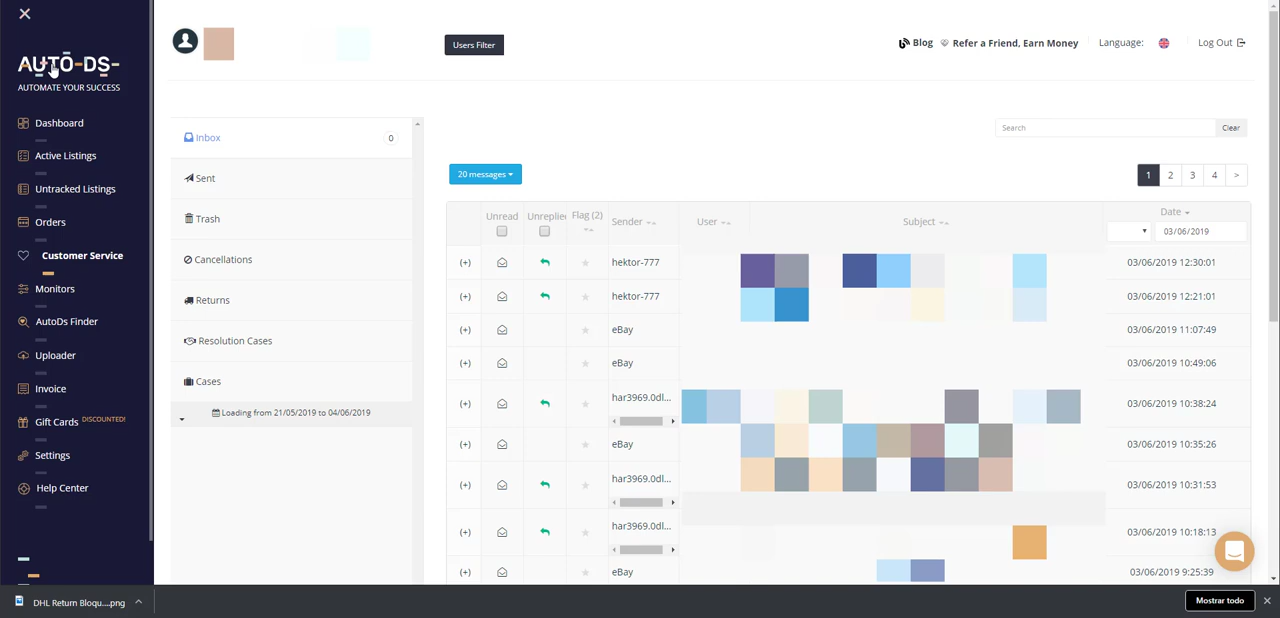 AUTO-DS
AUTOMATE YOUR SUCCESS
Dashboard
Active Listings
Untracked Listings
Orders
Customer Service
Monitors
AutoDs Finder
Uploader
Invoice
Gift Cards DISCOUNTED!
Settings
Help Center
Users Filter
Blog
Refer a Friend, Earn Money
Language:
Log Out
Inbox 0
Sent
Trash
Cancellations
Returns
Resolution Cases
Cases
Loading from 21/05/2019 to 04/06/2019
Search
Clear
20 messages
1 2 3 4 >
Unread Unreplied Flag (2) Sender User Subject Date
03/06/2019
(+) hektor-777 03/06/2019 12:30:01
(+) hektor-777 03/06/2019 12:21:01
(+) eBay 03/06/2019 11:07:49
(+) eBay 03/06/2019 10:49:06
(+) har3969.0dl... 03/06/2019 10:38:24
(+) eBay 03/06/2019 10:35:26
(+) har3969.0dl... 03/06/2019 10:31:53
(+) har3969.0dl... 03/06/2019 10:18:13
(+) eBay 03/06/2019 9:25:39
DHL Return Bloqu....png
Mostrar todo